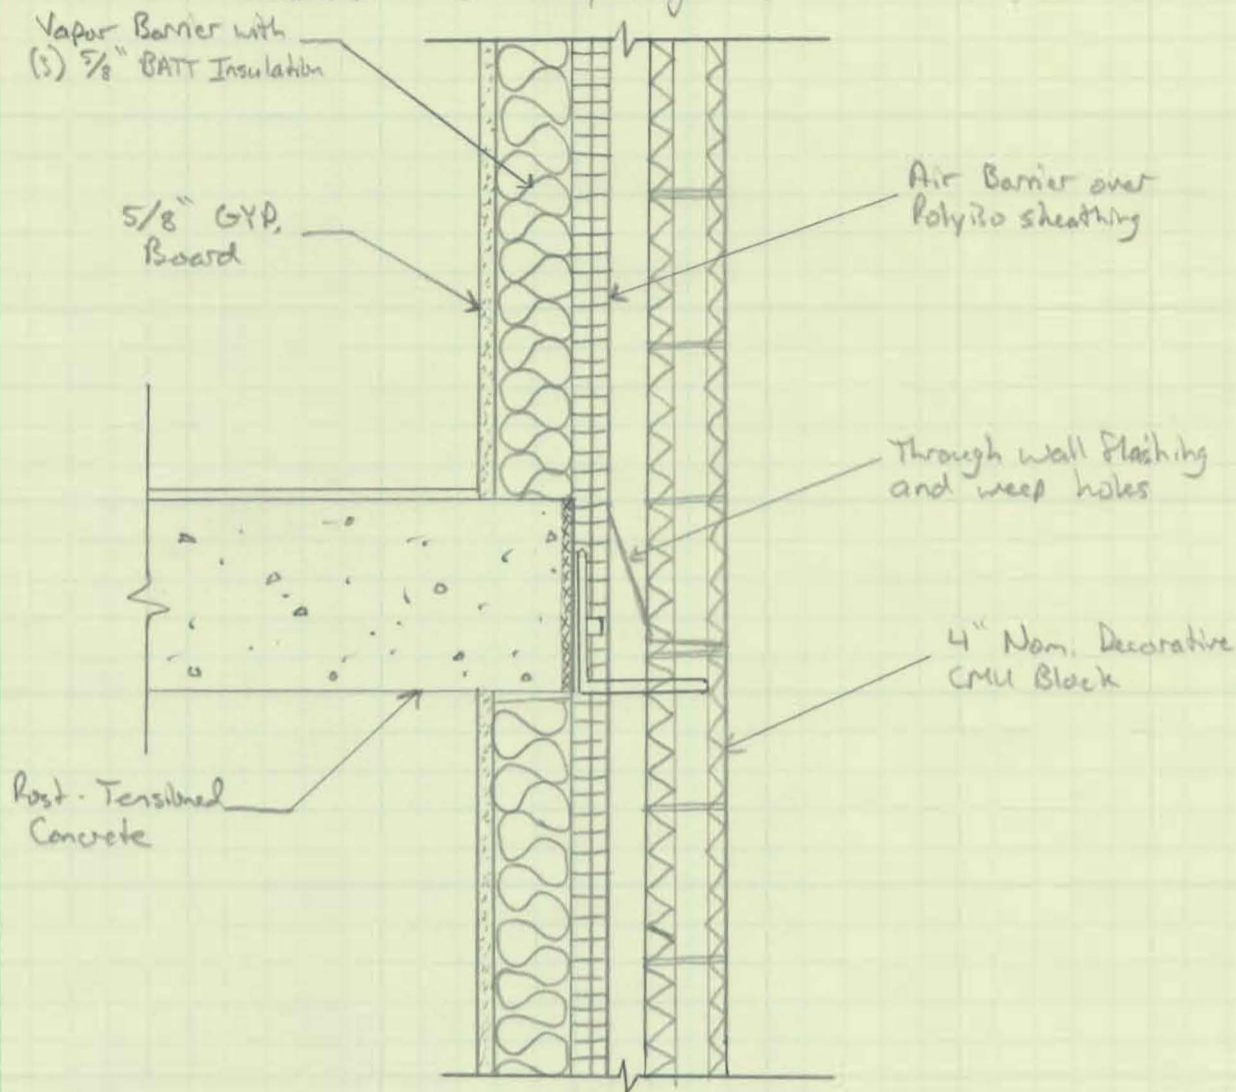 Vapor Barrier with
(3) 5/8" BATT Insulation
5/8" GYP.
Board
Air Barrier over
PolyIso sheathing
Through wall flashing
and weep holes
4" Nom. Decorative
CMU Block
Post-Tensioned
Concrete